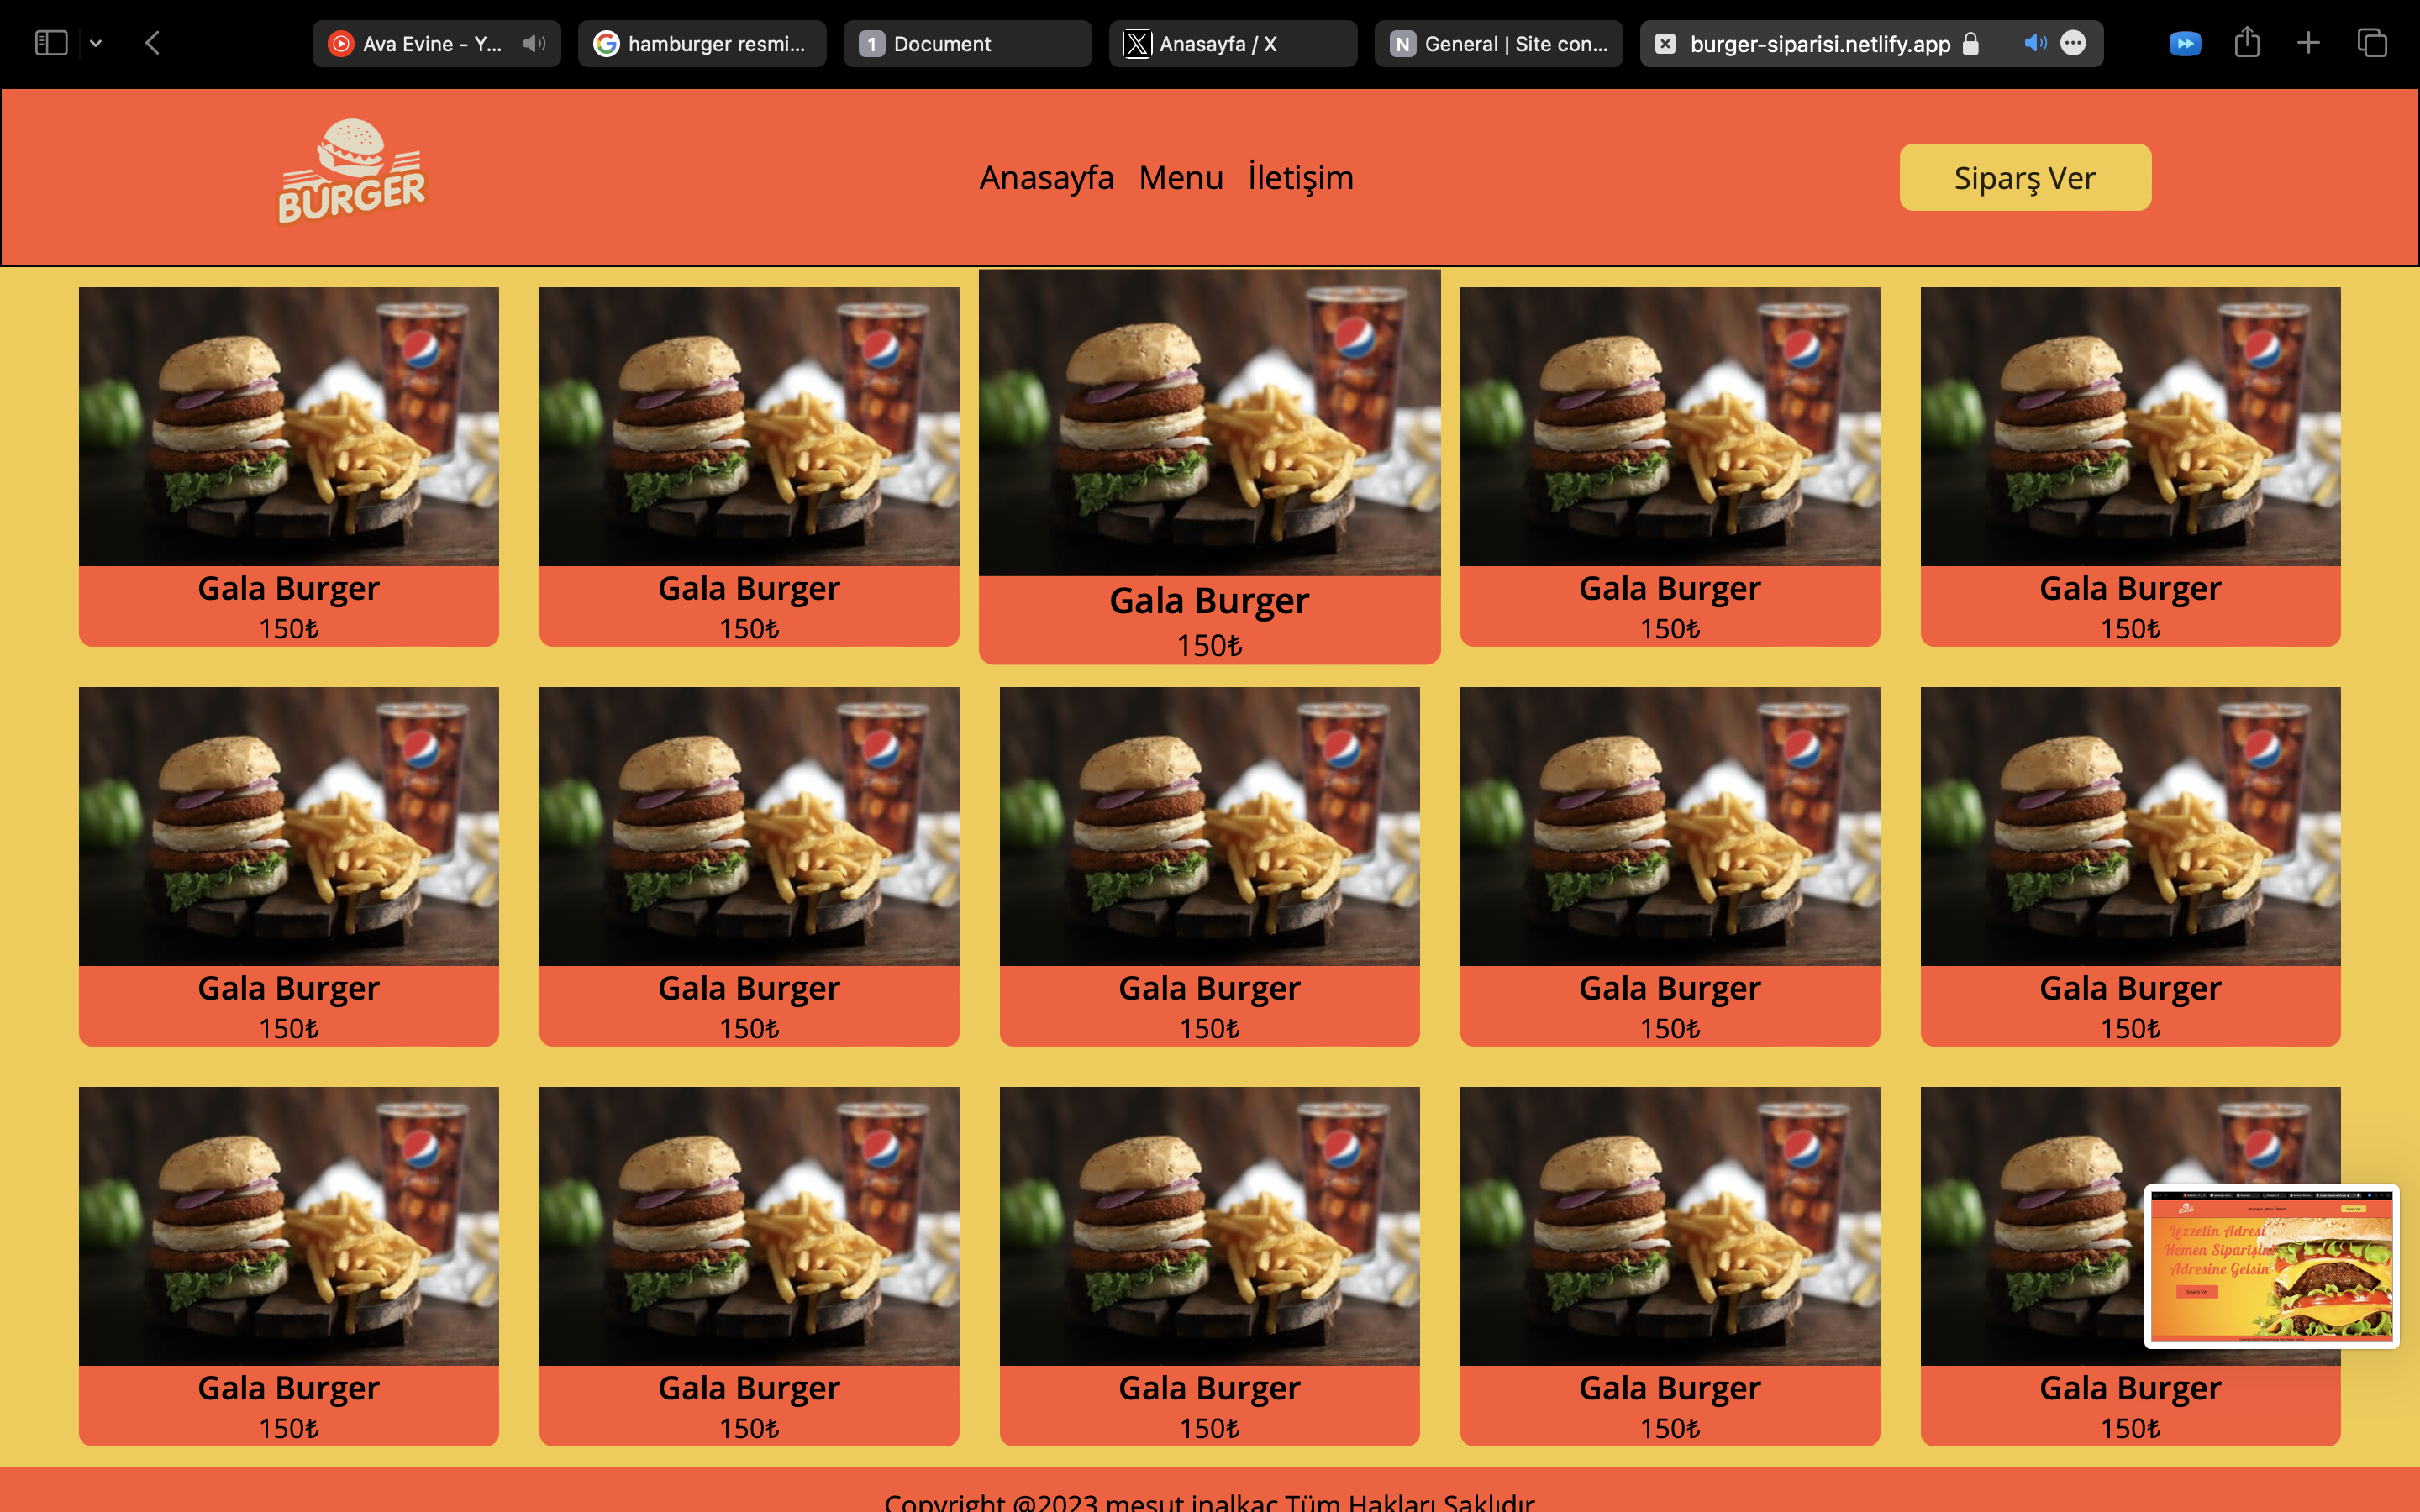 Ava Evine - Y...
hamburger resmi...
Document
Anasayfa / X
General | Site con...
burger-siparisi.netlify.app
BURGER
Anasayfa Menu İletişim
Siparş Ver
Gala Burger Gala Burger Gala Burger Gala Burger Gala Burger
150₺ 150₺ 150₺ 150₺ 150₺
Gala Burger Gala Burger Gala Burger Gala Burger Gala Burger
150₺ 150₺ 150₺ 150₺ 150₺
Lezzetin Adresi
Hemen Siparişin
Adresine Gelsin
Gala Burger Gala Burger Gala Burger Gala Burger Gala Burger
150₺ 150₺ 150₺ 150₺ 150₺
Copyright @2023 mesut inalkaç Tüm Hakları Saklıdır